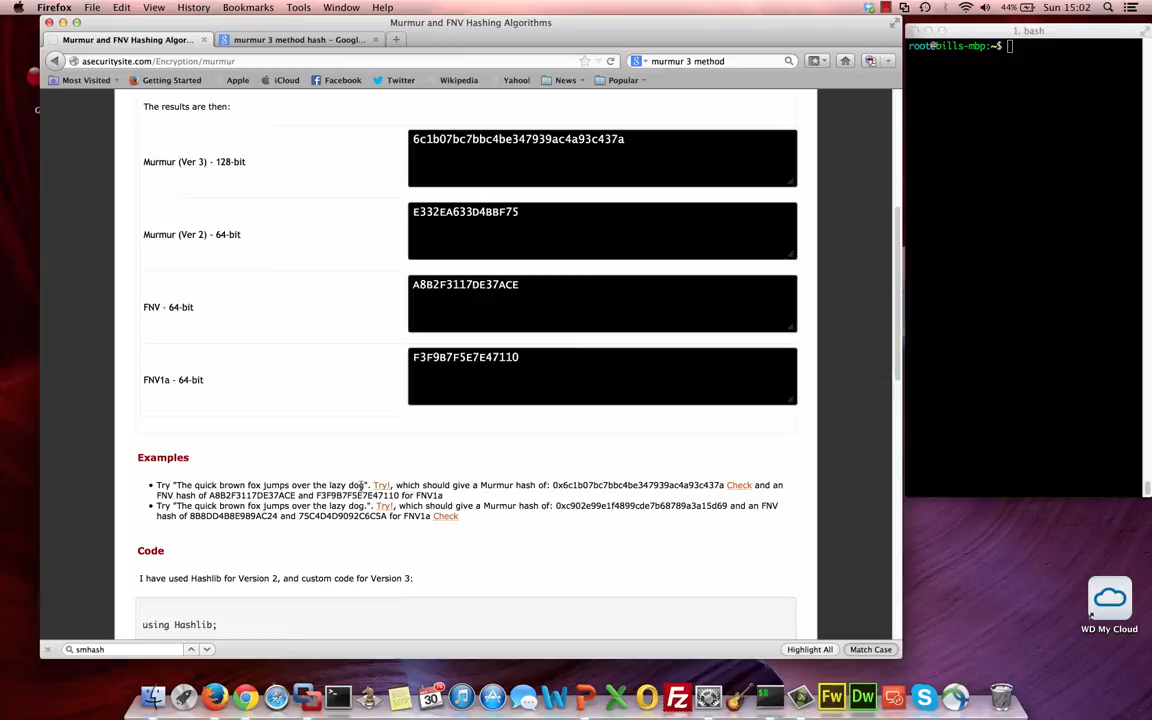 Firefox File Edit View History Bookmarks Tools Window Help 44% Sun 15:02
Murmur and FNV Hashing Algorithms
1. bash
Murmur and FNV Hashing Algor...
murmur 3 method hash – Googl...
root@bills-mbp:~$
asecuritysite.com/Encryption/murmur
murmur 3 method
Most Visited Getting Started Apple iCloud Facebook Twitter Wikipedia Yahoo! News Popular
The results are then:
Murmur (Ver 3) - 128-bit
6c1b07bc7bbc4be347939ac4a93c437a
Murmur (Ver 2) - 64-bit
E332EA633D4BBF75
FNV - 64-bit
A8B2F3117DE37ACE
FNV1a - 64-bit
F3F9B7F5E7E47110
Examples
• Try "The quick brown fox jumps over the lazy dog". Try!, which should give a Murmur hash of: 0x6c1b07bc7bbc4be347939ac4a93c437a Check and an
FNV hash of A8B2F3117DE37ACE and F3F9B7F5E7E47110 for FNV1a
• Try "The quick brown fox jumps over the lazy dog.". Try!, which should give a Murmur hash of: 0xc902e99e1f4899cde7b68789a3a15d69 and an FNV
hash of 8B8DD4B8E989AC24 and 75C4D4D9092C6C5A for FNV1a Check
Code
I have used Hashlib for Version 2, and custom code for Version 3:
using Hashlib;
WD My Cloud
smhash
Highlight All
Match Case